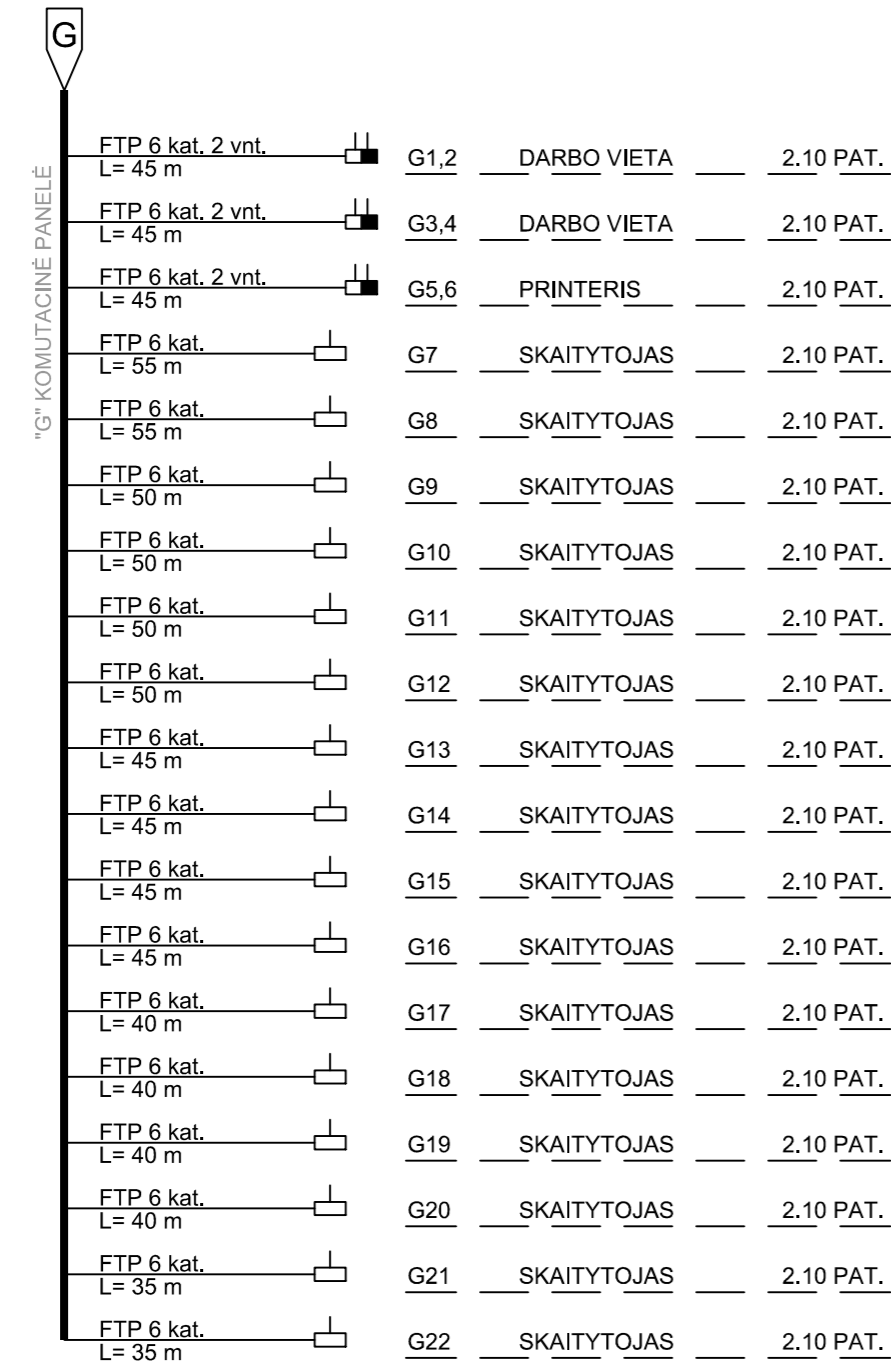 G
"G" KOMUTACINĖ PANELĖ
FTP 6 kat. 2 vnt.
L= 45 m
G1,2 DARBO VIETA 2.10 PAT.
FTP 6 kat. 2 vnt.
L= 45 m
G3,4 DARBO VIETA 2.10 PAT.
FTP 6 kat. 2 vnt.
L= 45 m
G5,6 PRINTERIS 2.10 PAT.
FTP 6 kat.
L= 55 m
G7 SKAITYTOJAS 2.10 PAT.
FTP 6 kat.
L= 55 m
G8 SKAITYTOJAS 2.10 PAT.
FTP 6 kat.
L= 50 m
G9 SKAITYTOJAS 2.10 PAT.
FTP 6 kat.
L= 50 m
G10 SKAITYTOJAS 2.10 PAT.
FTP 6 kat.
L= 50 m
G11 SKAITYTOJAS 2.10 PAT.
FTP 6 kat.
L= 50 m
G12 SKAITYTOJAS 2.10 PAT.
FTP 6 kat.
L= 45 m
G13 SKAITYTOJAS 2.10 PAT.
FTP 6 kat.
L= 45 m
G14 SKAITYTOJAS 2.10 PAT.
FTP 6 kat.
L= 45 m
G15 SKAITYTOJAS 2.10 PAT.
FTP 6 kat.
L= 45 m
G16 SKAITYTOJAS 2.10 PAT.
FTP 6 kat.
L= 40 m
G17 SKAITYTOJAS 2.10 PAT.
FTP 6 kat.
L= 40 m
G18 SKAITYTOJAS 2.10 PAT.
FTP 6 kat.
L= 40 m
G19 SKAITYTOJAS 2.10 PAT.
FTP 6 kat.
L= 40 m
G20 SKAITYTOJAS 2.10 PAT.
FTP 6 kat.
L= 35 m
G21 SKAITYTOJAS 2.10 PAT.
FTP 6 kat.
L= 35 m
G22 SKAITYTOJAS 2.10 PAT.